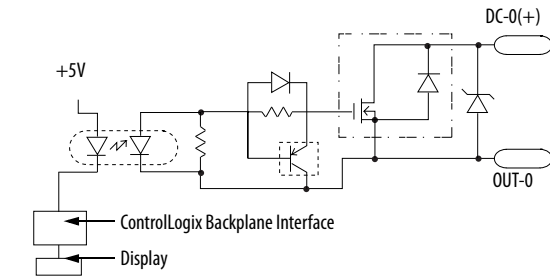 DC-0(+)
+5V
OUT-0
ControlLogix Backplane Interface
Display